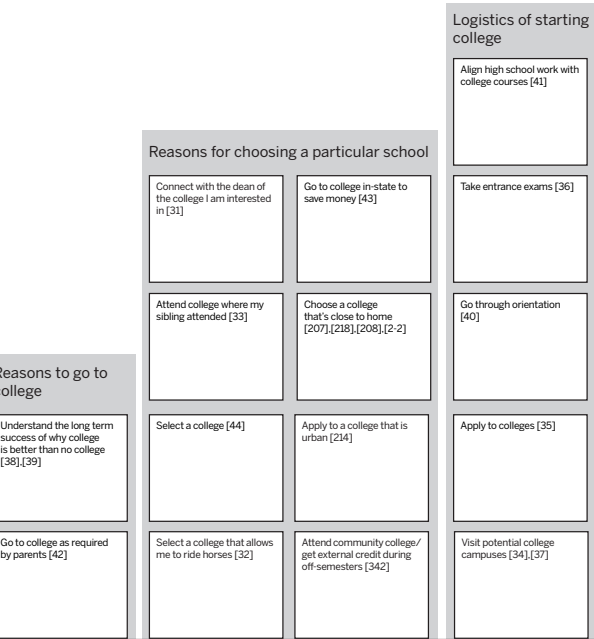 Reasons to go to
college
Understand the long term
success of why college
is better than no college
[38],[39]
Go to college as required
by parents [42]
Reasons for choosing a particular school
Connect with the dean of
the college I am interested
in [31]
Go to college in-state to
save money [43]
Attend college where my
sibling attended [33]
Choose a college
that's close to home
[207],[218],[208],[2-2]
Select a college [44]
Apply to a college that is
urban [214]
Select a college that allows
me to ride horses [32]
Attend community college/
get external credit during
off-semesters [342]
Logistics of starting
college
Align high school work with
college courses [41]
Take entrance exams [36]
Go through orientation
[40]
Apply to colleges [35]
Visit potential college
campuses [34],[37]